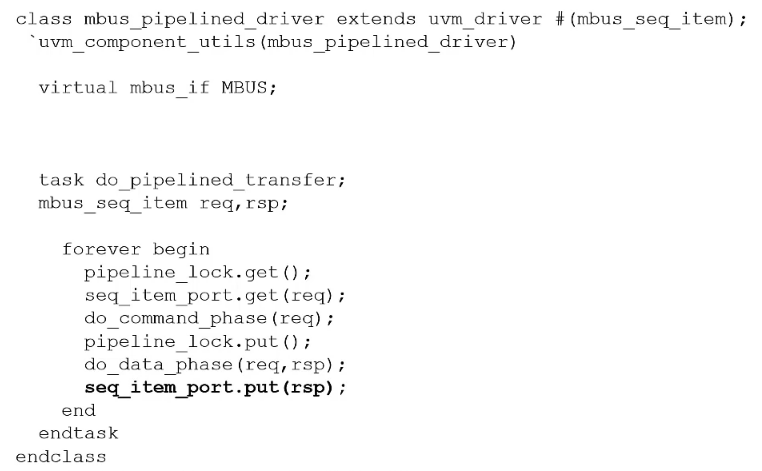 class mbus_pipelined_driver extends uvm_driver #(mbus_seq_item);
`uvm_component_utils(mbus_pipelined_driver)
virtual mbus_if MBUS;
task do_pipelined_transfer;
mbus_seq_item req,rsp;
forever begin
pipeline_lock.get();
seq_item_port.get(req);
do_command_phase(req);
pipeline_lock.put();
do_data_phase(req,rsp);
seq_item_port.put(rsp);
end
endtask
endclass